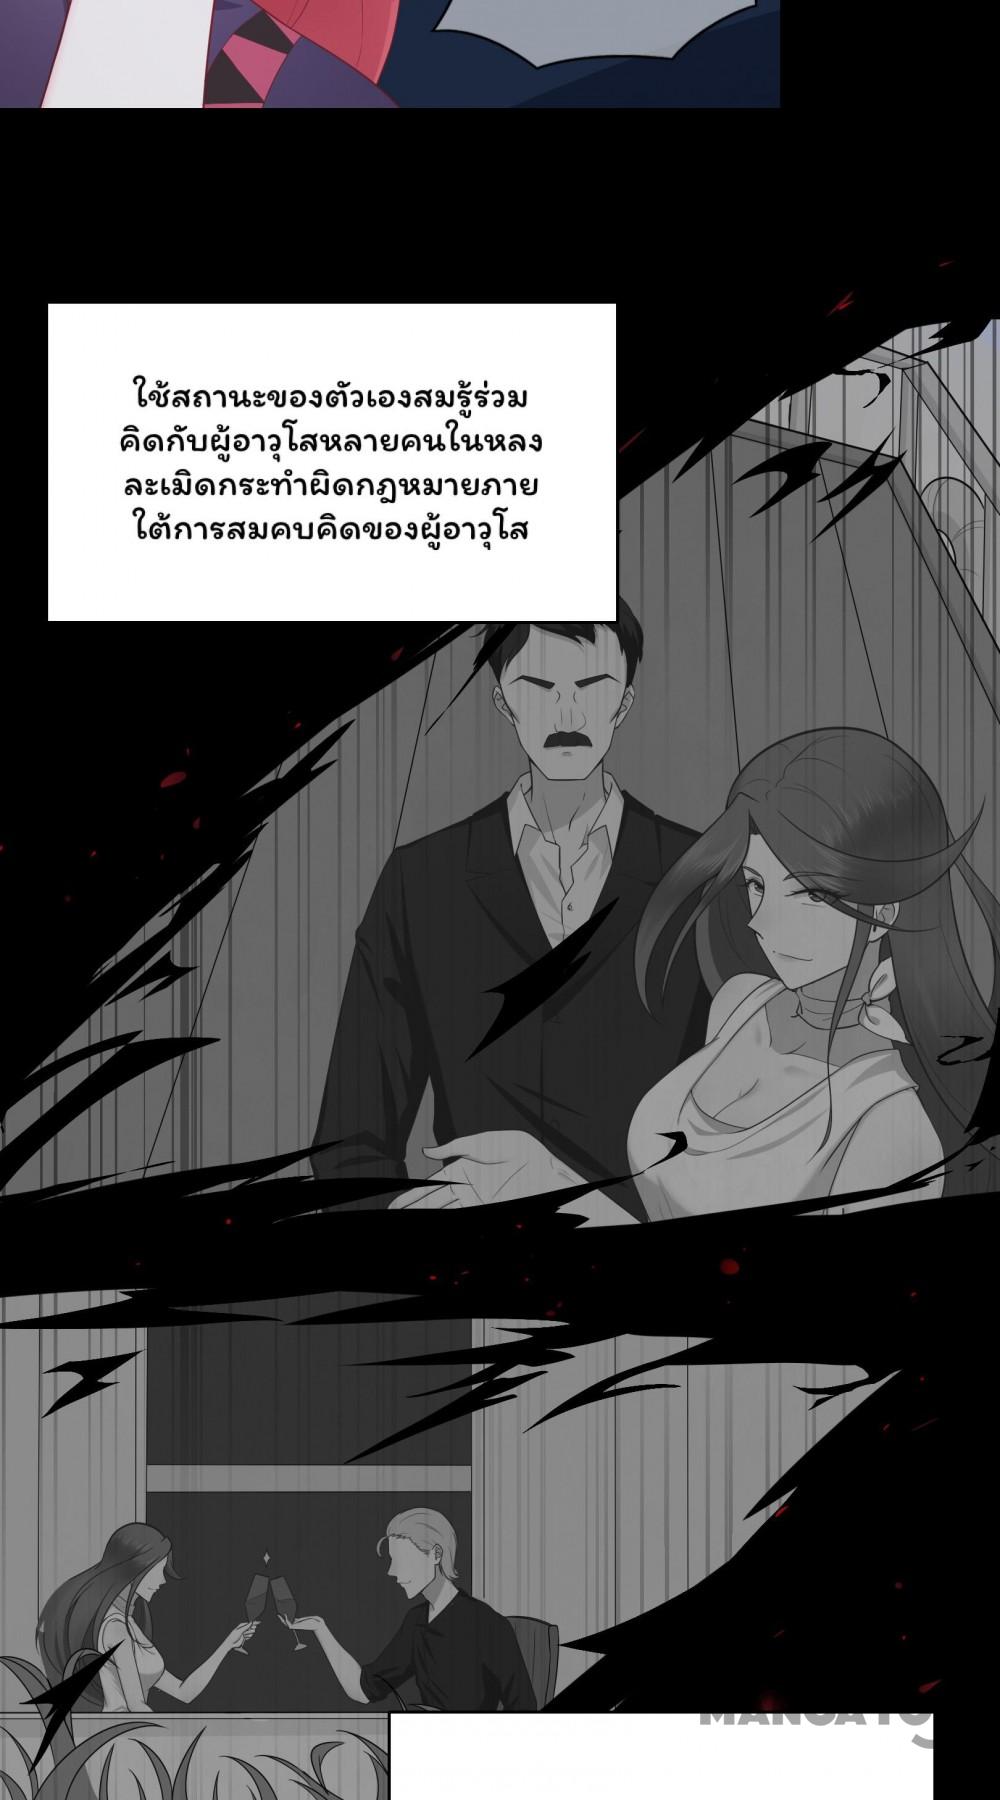 ใช้สถานะของตัวเองสมรู้ร่วม
คิดกับผู้อาวุโสหลายคนในหลง
ละเมิดกระทำผิดกฎหมายภาย
ใต้การสมคบคิดของผู้อาวุโส